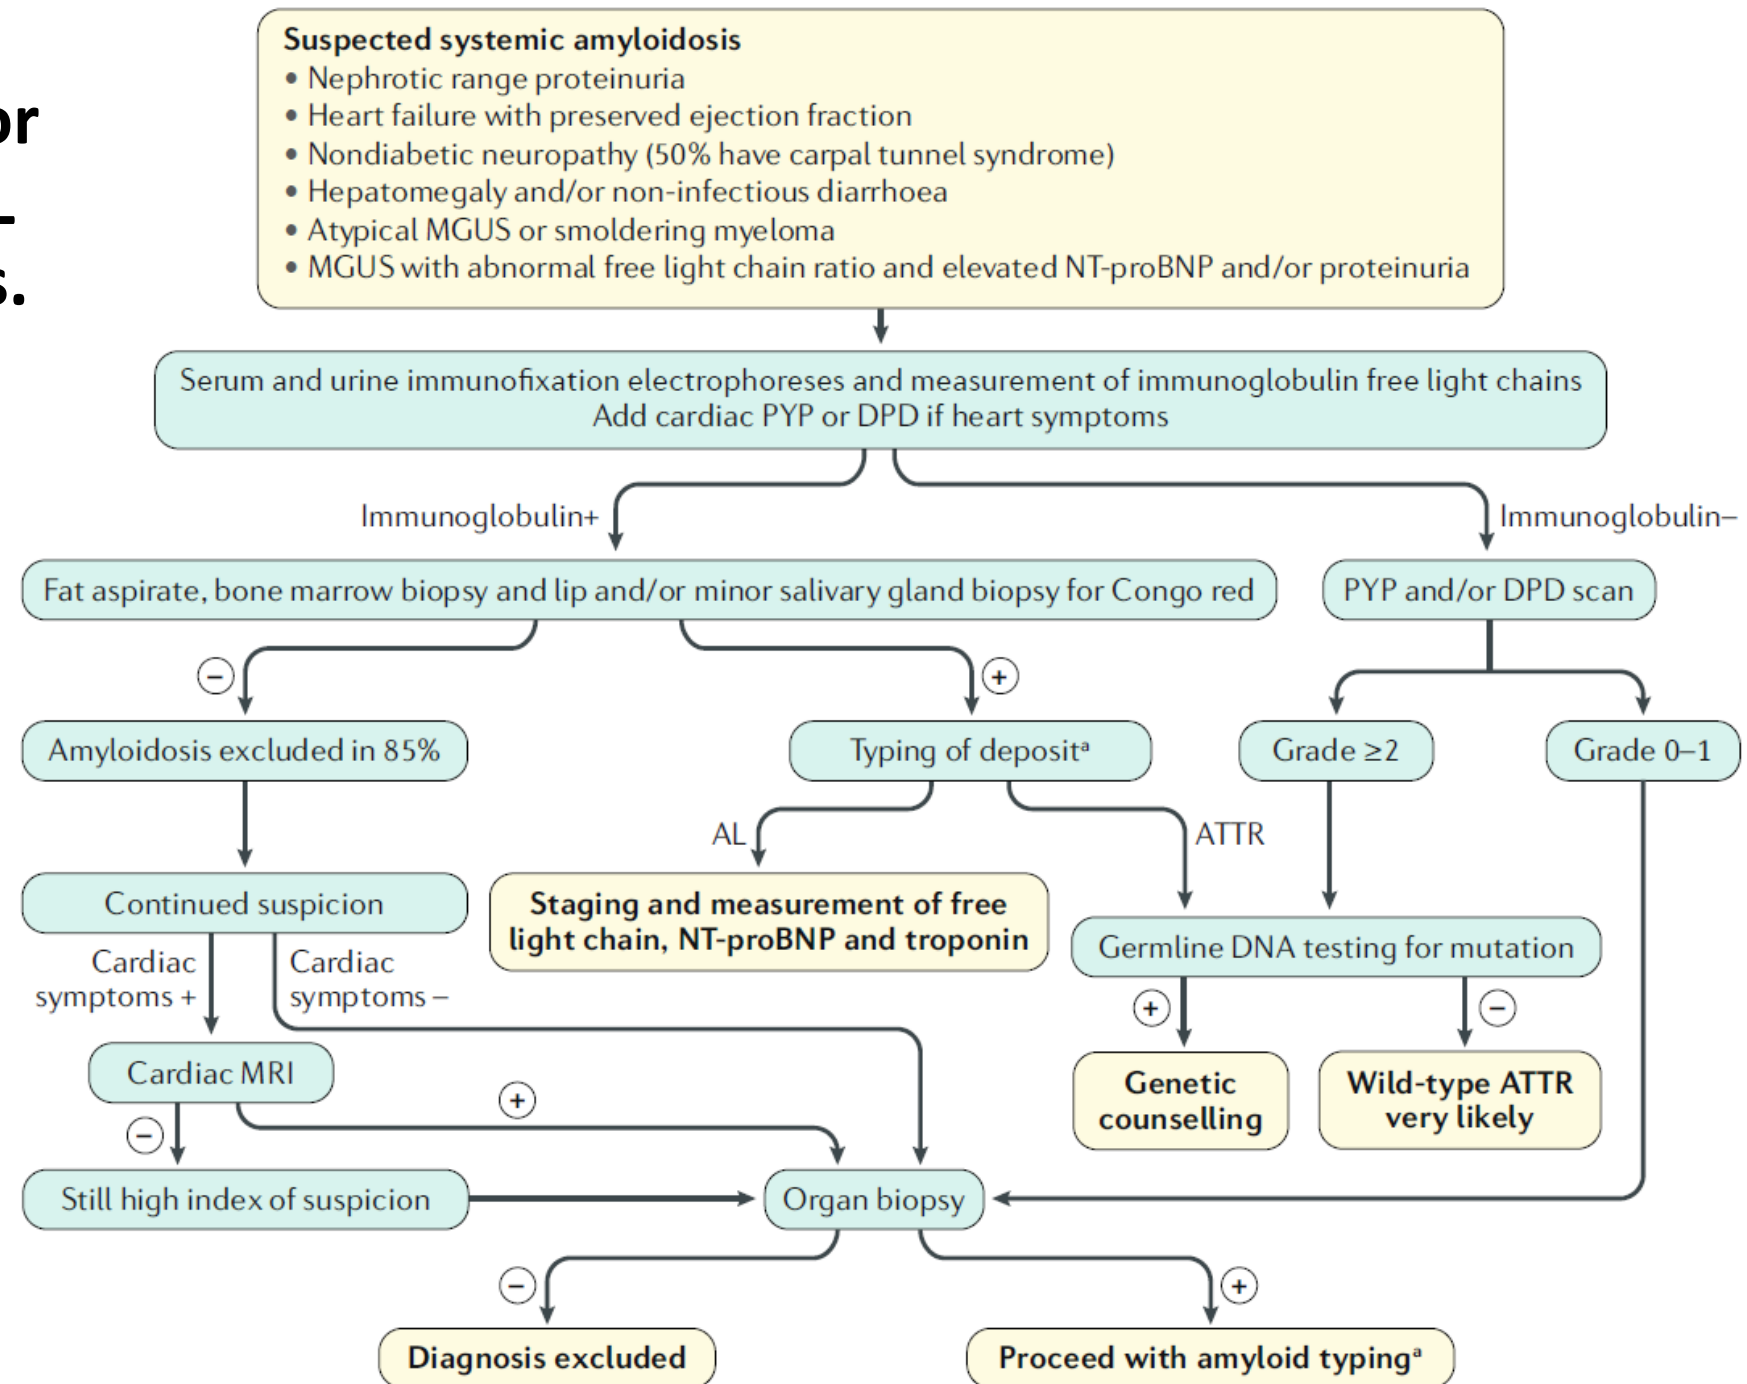 or
-
s.
Suspected systemic amyloidosis
• Nephrotic range proteinuria
• Heart failure with preserved ejection fraction
• Nondiabetic neuropathy (50% have carpal tunnel syndrome)
• Hepatomegaly and/or non-infectious diarrhoea
• Atypical MGUS or smoldering myeloma
• MGUS with abnormal free light chain ratio and elevated NT-proBNP and/or proteinuria
Serum and urine immunofixation electrophoreses and measurement of immunoglobulin free light chains
Add cardiac PYP or DPD if heart symptoms
Immunoglobulin+
Immunoglobulin–
Fat aspirate, bone marrow biopsy and lip and/or minor salivary gland biopsy for Congo red
PYP and/or DPD scan
–
+
Amyloidosis excluded in 85%
Typing of depositᵃ
Grade ≥2
Grade 0–1
AL
ATTR
Continued suspicion
Staging and measurement of free
light chain, NT-proBNP and troponin
Germline DNA testing for mutation
Cardiac
symptoms +
Cardiac
symptoms –
+
–
Cardiac MRI
Genetic
counselling
Wild-type ATTR
very likely
+
–
Still high index of suspicion
Organ biopsy
–
+
Diagnosis excluded
Proceed with amyloid typingᵃ